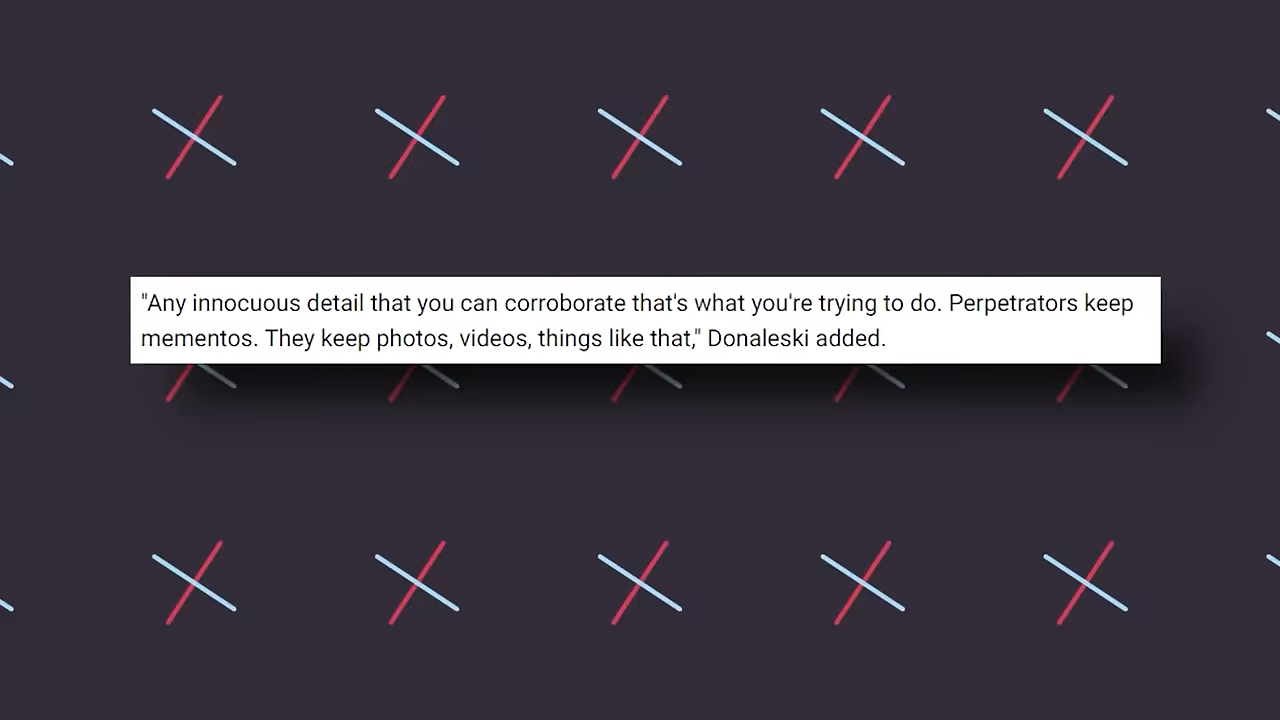 "Any innocuous detail that you can corroborate that's what you're trying to do. Perpetrators keep
mementos. They keep photos, videos, things like that," Donaleski added.